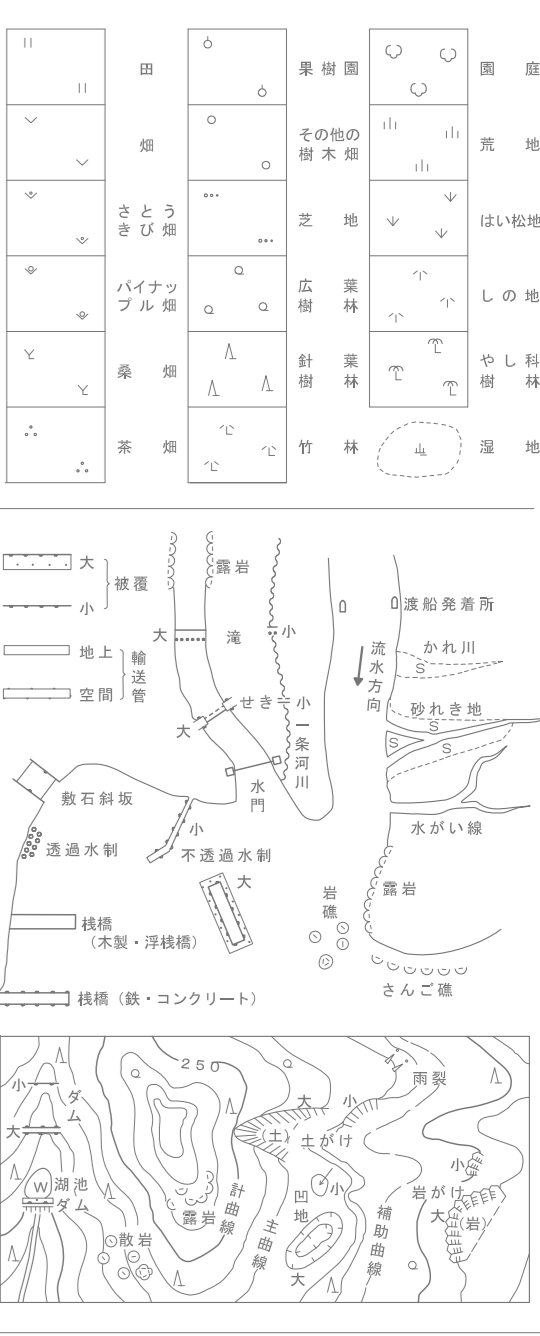 田
果樹園
園庭
畑
その他の
樹木畑
荒地
さとう
きび畑
芝地
はい松地
パイナッ
プル畑
広葉
樹林
しの地
桑畑
針葉
樹林
やし科
樹林
茶畑
竹林
湿地
大
小
被覆
地上
空間
輸送管
露岩
大
滝
小
せき
小
大
一条河川
水門
渡船発着所
流水方向
かれ川
S
砂れき地
S
S
S
水がい線
敷石斜坂
透過水制
小
不透過水制
大
桟橋
(木製・浮桟橋)
桟橋(鉄・コンクリート)
岩礁
露岩
さんご礁
小
ダム
大
W
湖池
ダム
250
露岩
散岩
計曲線
主曲線
大
小
(土)
土がけ
雨裂
凹地
小
大
補助曲線
小
岩がけ
大
(岩)